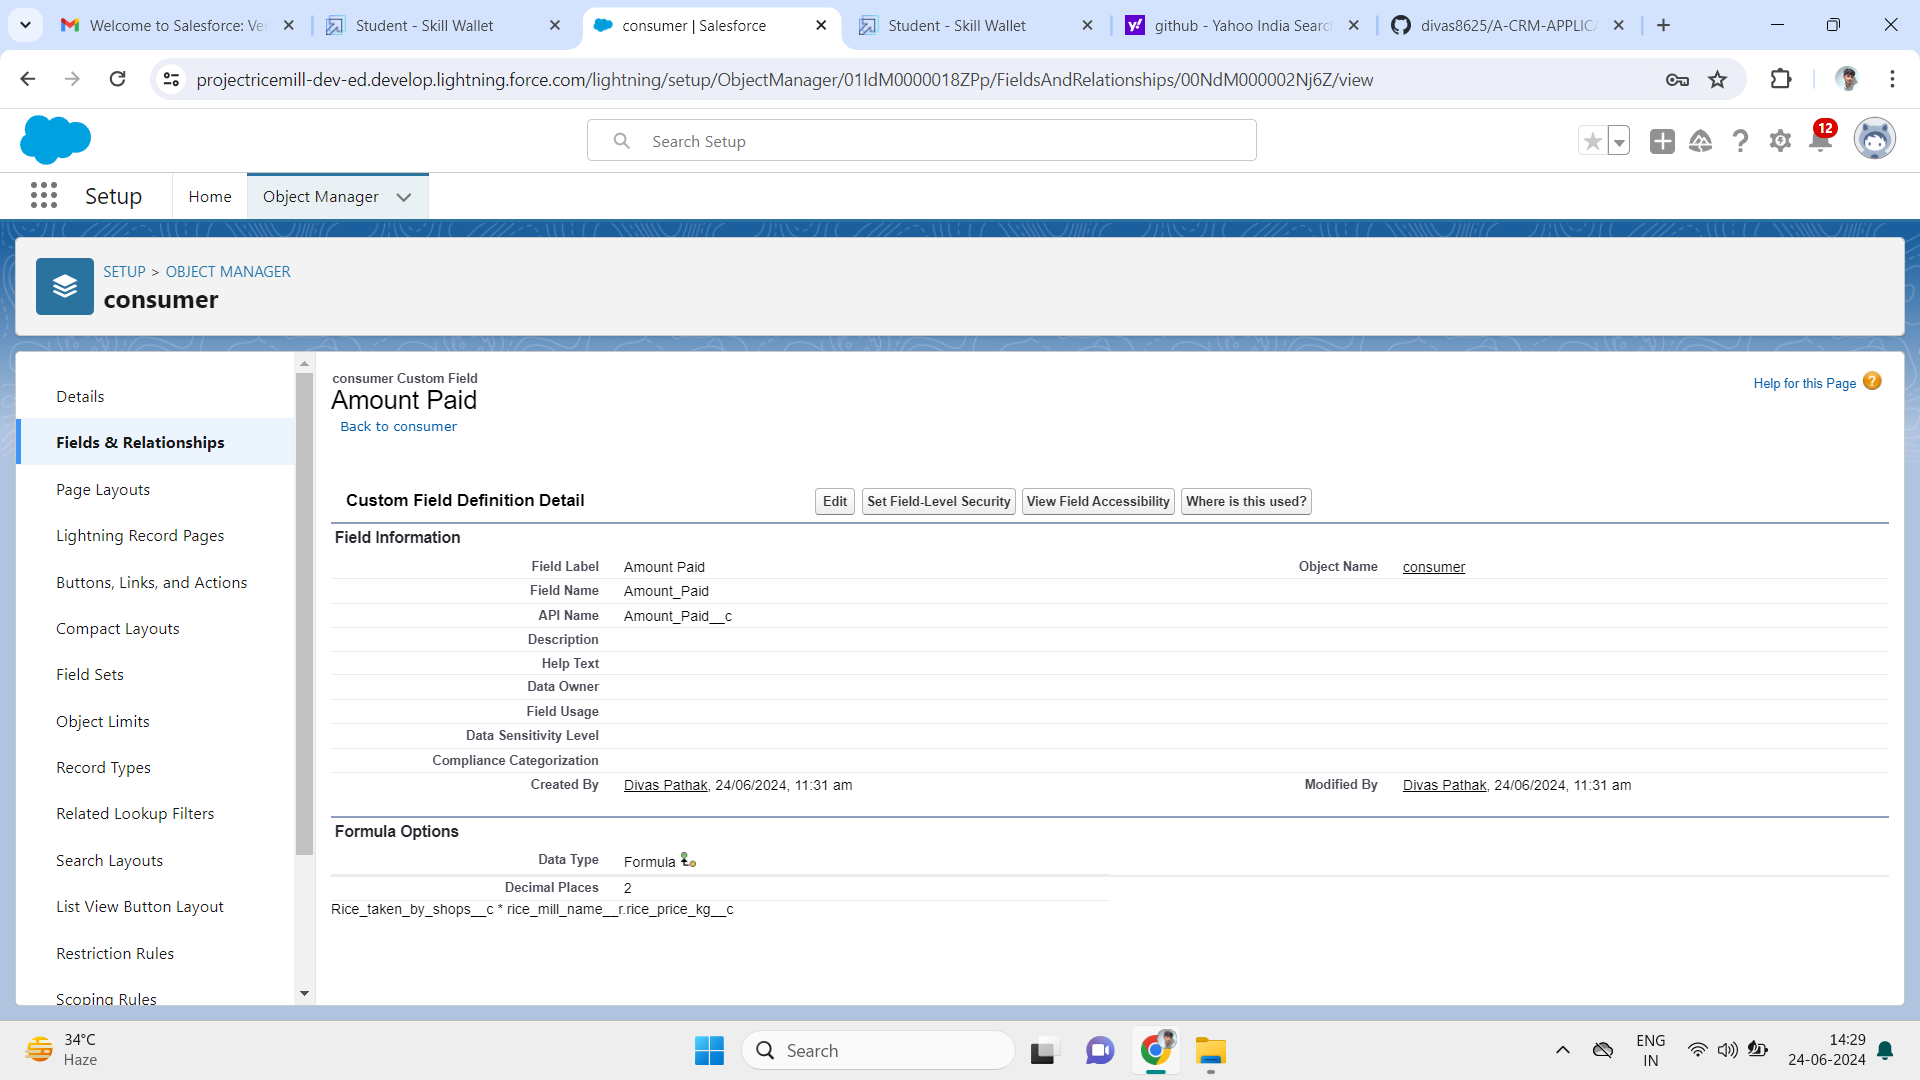 Welcome to Salesforce: Ver
Student - Skill Wallet
consumer | Salesforce
Student - Skill Wallet
github - Yahoo India Searc
divas8625/A-CRM-APPLICA
projectricemill-dev-ed.develop.lightning.force.com/lightning/setup/ObjectManager/01IdM0000018ZPp/FieldsAndRelationships/00NdM000002Nj6Z/view
Search Setup
12
Setup
Home
Object Manager
SETUP > OBJECT MANAGER
consumer
Details
Fields & Relationships
Page Layouts
Lightning Record Pages
Buttons, Links, and Actions
Compact Layouts
Field Sets
Object Limits
Record Types
Related Lookup Filters
Search Layouts
List View Button Layout
Restriction Rules
Scoping Rules
consumer Custom Field
Amount Paid
Back to consumer
Help for this Page ?
Custom Field Definition Detail
Edit
Set Field-Level Security
View Field Accessibility
Where is this used?
Field Information
Field Label Amount Paid Object Name consumer
Field Name Amount_Paid
API Name Amount_Paid__c
Description
Help Text
Data Owner
Field Usage
Data Sensitivity Level
Compliance Categorization
Created By Divas Pathak, 24/06/2024, 11:31 am Modified By Divas Pathak, 24/06/2024, 11:31 am
Formula Options
Data Type Formula
Decimal Places 2
Rice_taken_by_shops__c * rice_mill_name__r.rice_price_kg__c
34°C
Haze
Search
ENG
IN
14:29
24-06-2024